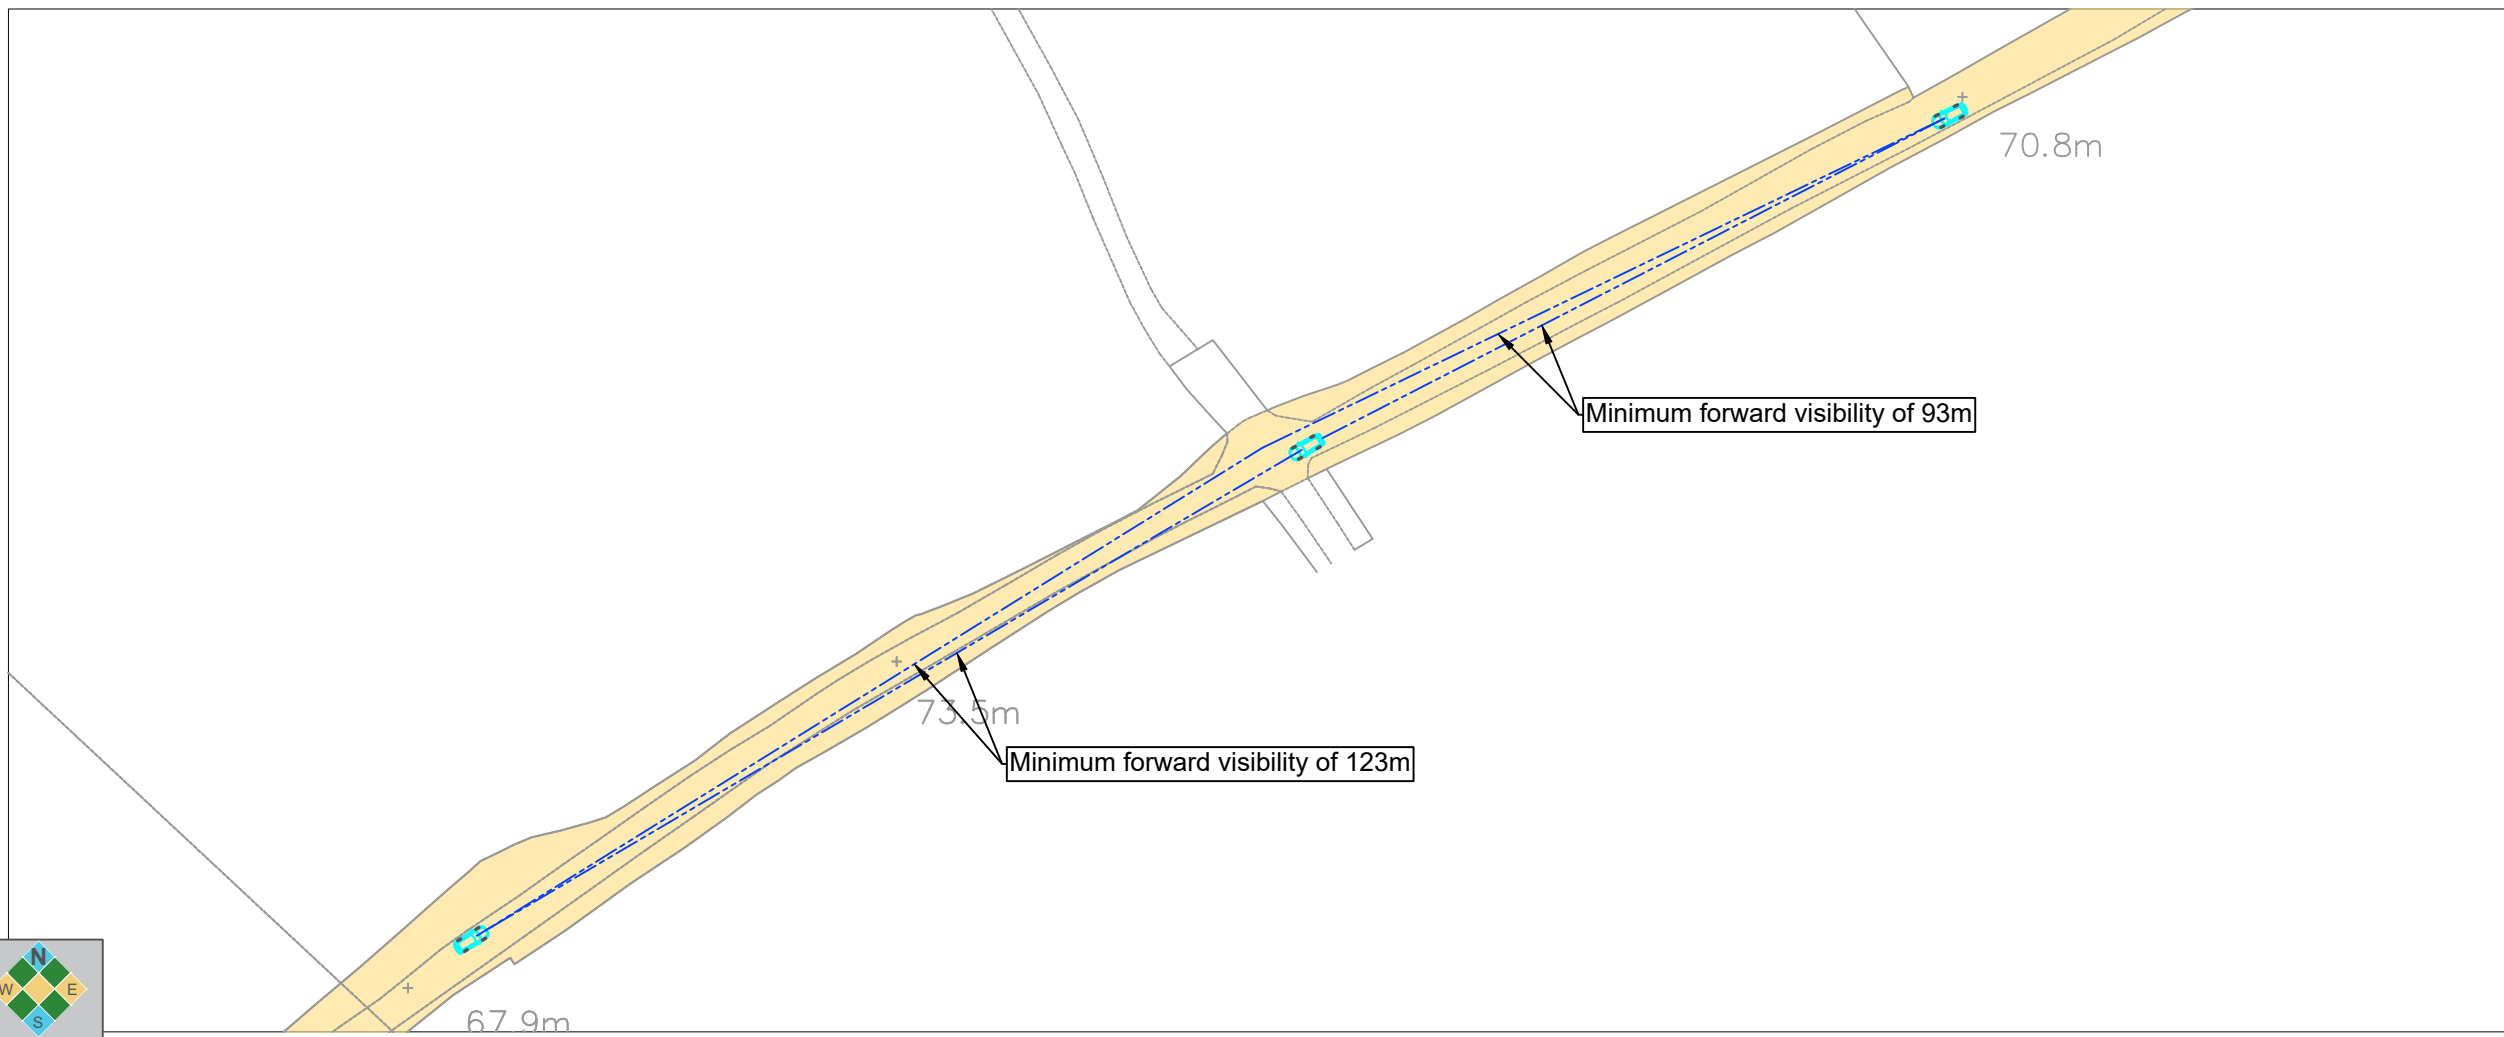 70.8m
Minimum forward visibility of 93m
73.5m
Minimum forward visibility of 123m
N
W E
S
67.9m